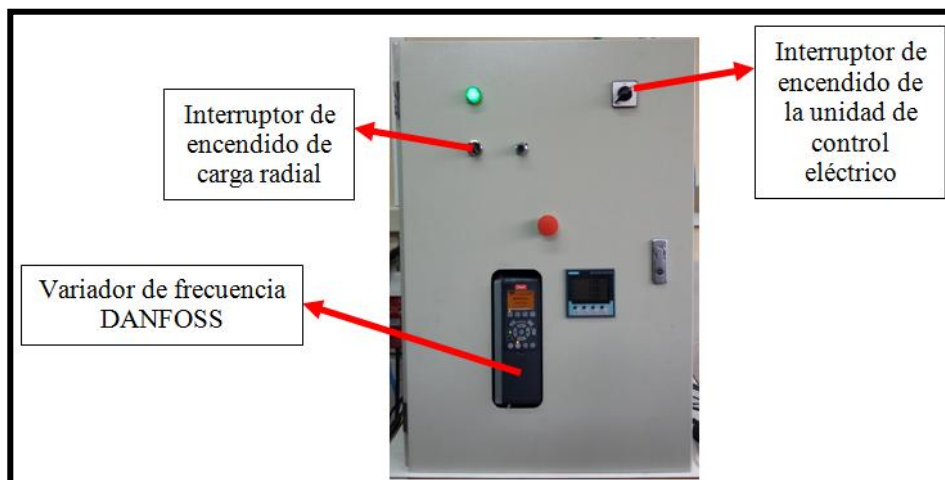 Interruptor de
encendido de
la unidad de
control
eléctrico
Interruptor de
encendido de
carga radial
Variador de frecuencia
DANFOSS